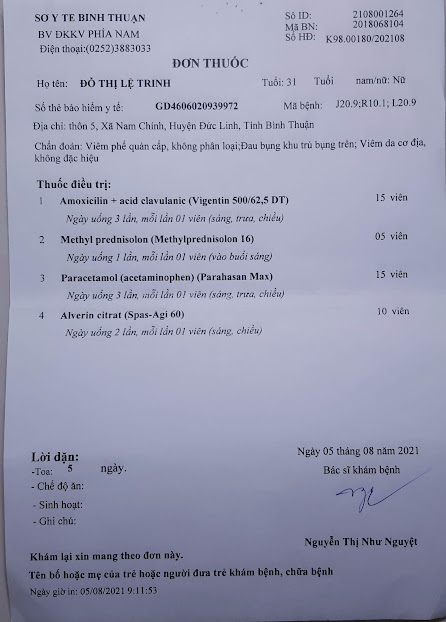 SƠ Y TE BINH THUẬN
BV ĐKKV PHÍA NAM
Điện thoại:(0252)3883033
Số ID: 2108001264
Mã BN: 2018068104
Số HĐ: K98.00180/202108
ĐƠN THUỐC
Họ tên: ĐỖ THỊ LỆ TRINH Tuổi: 31 Tuổi nam/nữ: Nữ
Số thẻ bảo hiểm y tế: GD4606020939972 Mã bệnh: J20.9;R10.1; L20.9
Địa chỉ: thôn 5, Xã Nam Chính, Huyện Đức Linh, Tỉnh Bình Thuận
Chẩn đoán: Viêm phế quản cấp, không phân loại;Đau bụng khu trú bụng trên; Viêm da cơ địa,
không đặc hiệu
Thuốc điều trị:
1 Amoxicilin + acid clavulanic (Vigentin 500/62,5 DT) 15 viên
Ngày uống 3 lần, mỗi lần 01 viên (sáng, trưa, chiều)
2 Methyl prednisolon (Methylprednison 16) 05 viên
Ngày uống 1 lần, mỗi lần 01 viên (vào buổi sáng)
3 Paracetamol (acetaminophen) (Parahasan Max) 15 viên
Ngày uống 3 lần, mỗi lần 01 viên (sáng, trưa, chiều)
4 Alverin citrat (Spas-Agi 60) 10 viên
Ngày uống 2 lần, mỗi lần 01 viên (sáng, chiều)
Lời dặn:
-Toa: 5 ngày.
- Chế độ ăn:
- Sinh hoạt:
- Ghi chú:
Ngày 05 tháng 08 năm 2021
Bác sĩ khám bệnh
Nguyễn Thị Như Nguyệt
Khám lại xin mang theo đơn này.
Tên bố hoặc mẹ của trẻ hoặc người đưa trẻ khám bệnh, chữa bệnh
Ngày giờ in: 05/08/2021 9:11:53